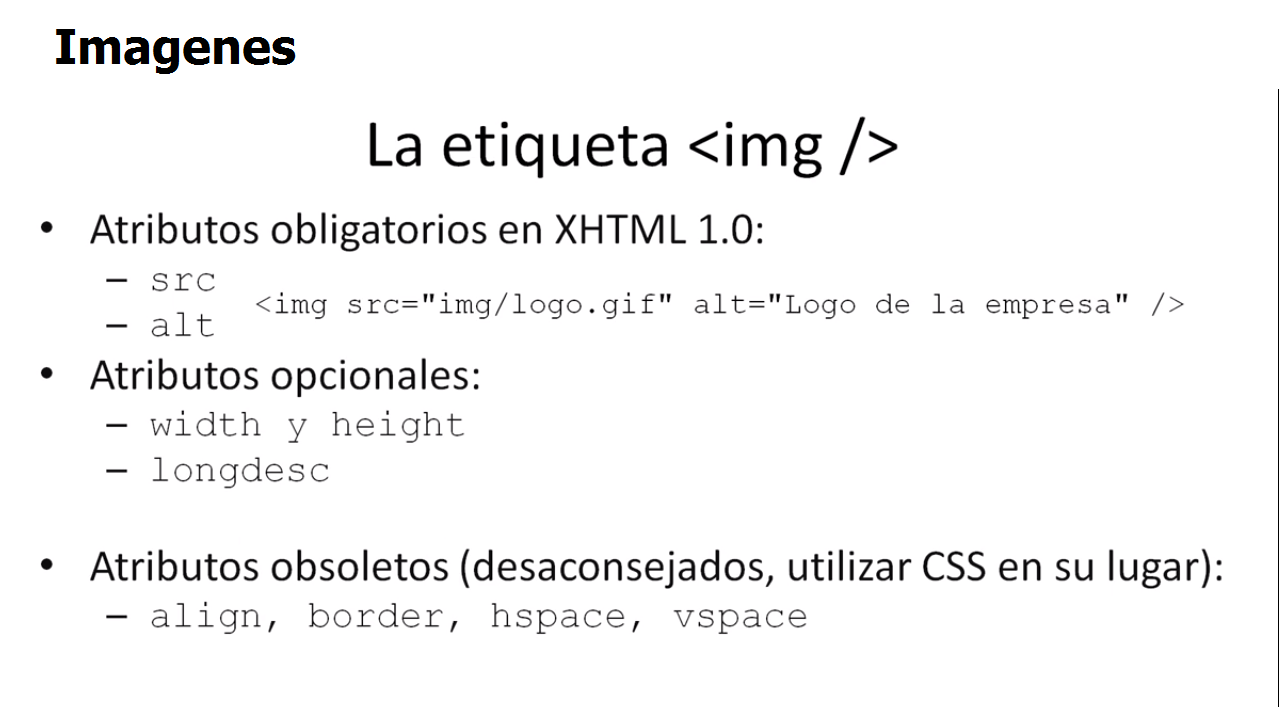 Imagenes
La etiqueta <img />
• Atributos obligatorios en XHTML 1.0:
– src
<img src="img/logo.gif" alt="Logo de la empresa" />
– alt
• Atributos opcionales:
– width y height
– longdesc
• Atributos obsoletos (desaconsejados, utilizar CSS en su lugar):
– align, border, hspace, vspace